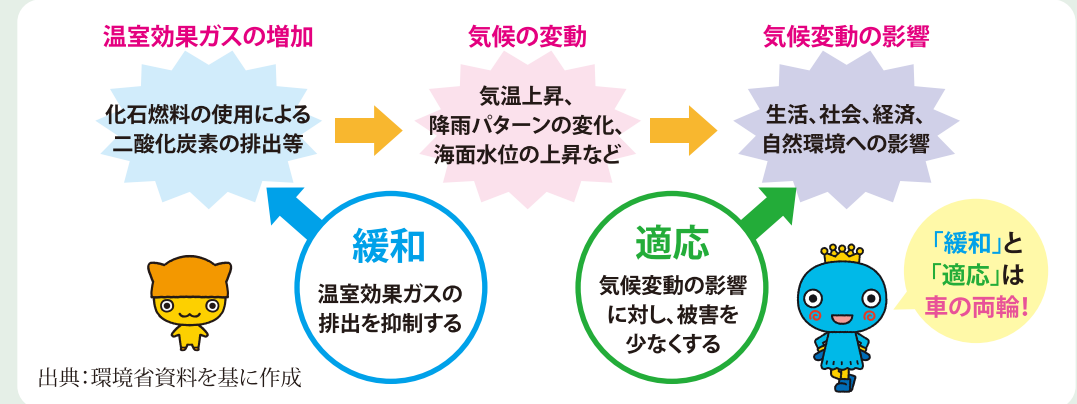 温室効果ガスの増加
化石燃料の使用による
二酸化炭素の排出等
気候の変動
気温上昇、
降雨パターンの変化、
海面水位の上昇など
気候変動の影響
生活、社会、経済、
自然環境への影響
緩和
温室効果ガスの
排出を抑制する
適応
気候変動の影響
に対し、被害を
少なくする
「緩和」と
「適応」は
車の両輪!
出典：環境省資料を基に作成